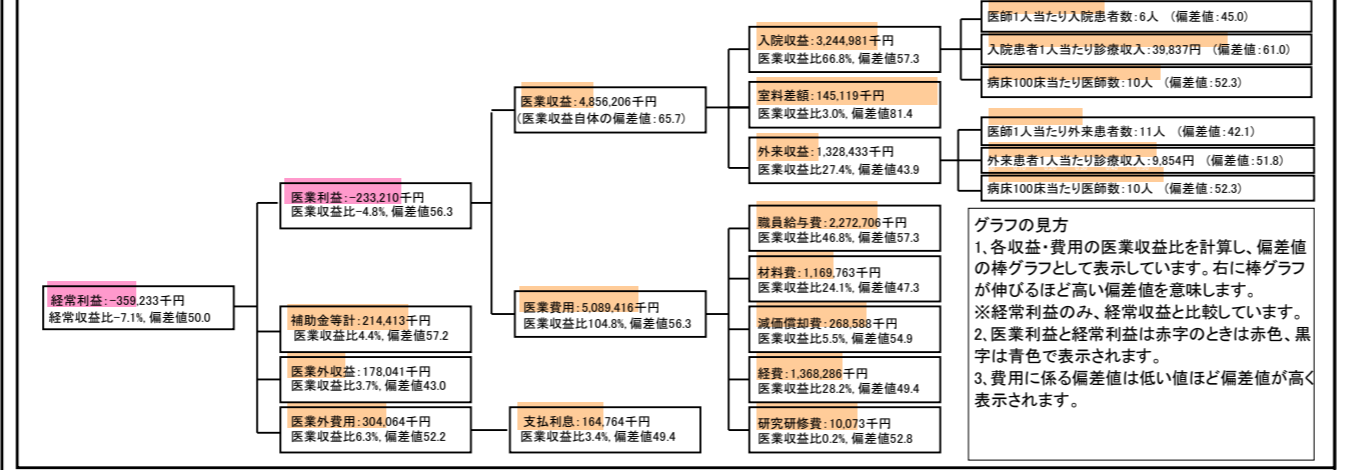 医師1人当たり入院患者数:6人 (偏差値:45.0)
入院収益:3,244,981千円
医業収益比66.8%, 偏差値57.3
入院患者1人当たり診療収入:39,837円 (偏差値:61.0)
病床100床当たり医師数:10人 (偏差値:52.3)
医業収益:4,856,206千円
(医業収益自体の偏差値:65.7)
室料差額:145,119千円
医業収益比3.0%, 偏差値81.4
医師1人当たり外来患者数:11人 (偏差値:42.1)
外来収益:1,328,433千円
医業収益比27.4%, 偏差値43.9
外来患者1人当たり診療収入:9,854円 (偏差値:51.8)
病床100床当たり医師数:10人 (偏差値:52.3)
医業利益:-233,210千円
医業収益比-4.8%, 偏差値56.3
職員給与費:2,272,706千円
医業収益比46.8%, 偏差値57.3
材料費:1,169,763千円
医業収益比24.1%, 偏差値47.3
経常利益:-359,233千円
経常収比-7.1%, 偏差値50.0
医業費用:5,089,416千円
医業収益比104.8%, 偏差値56.3
補助金等計:214,413千円
医業収益比4.4%, 偏差値57.2
減価償却費:268,588千円
医業収益比5.5%, 偏差値54.9
医業外収益:178,041千円
医業収益比3.7%, 偏差値43.0
経費:1,368,286千円
医業収益比28.2%, 偏差値49.4
医業外費用:304,064千円
医業収益比6.3%, 偏差値52.2
支払利息:164,764千円
医業収益比3.4%, 偏差値49.4
研究研修費:10,073千円
医業収益比0.2%, 偏差値52.8
グラフの見方
1、各収益・費用の医業収益比を計算し、偏差値
の棒グラフとして表示しています。右に棒グラフ
が伸びるほど高い偏差値を意味します。
※経常利益のみ、経常収益と比較しています。
2、医業利益と経常利益は赤字のときは赤色、黒
字は青色で表示されます。
3、費用に係る偏差値は低い値ほど偏差値が高く
表示されます。